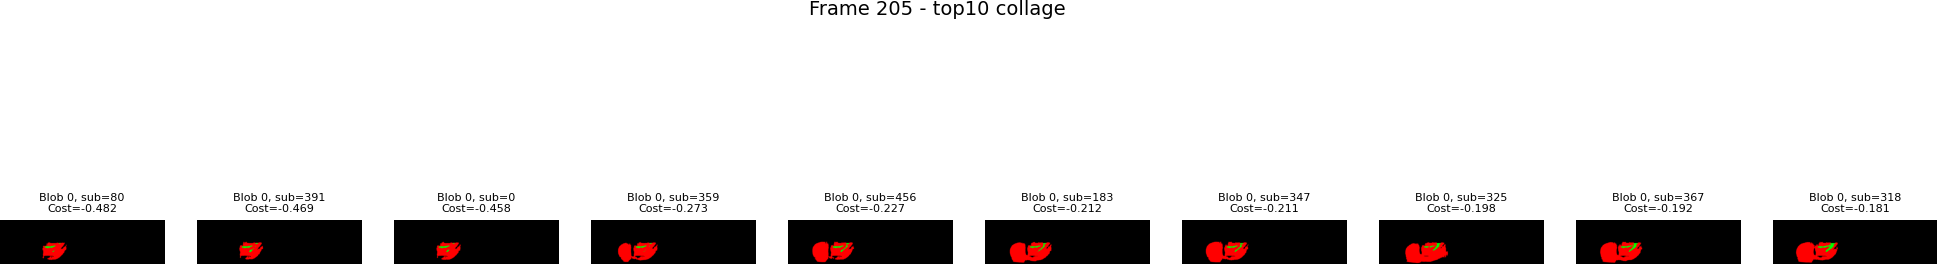 Frame 205 - top10 collage
Blob 0, sub=80
Cost=-0.482
Blob 0, sub=391
Cost=-0.469
Blob 0, sub=0
Cost=-0.458
Blob 0, sub=359
Cost=-0.273
Blob 0, sub=456
Cost=-0.227
Blob 0, sub=183
Cost=-0.212
Blob 0, sub=347
Cost=-0.211
Blob 0, sub=325
Cost=-0.198
Blob 0, sub=367
Cost=-0.192
Blob 0, sub=318
Cost=-0.181